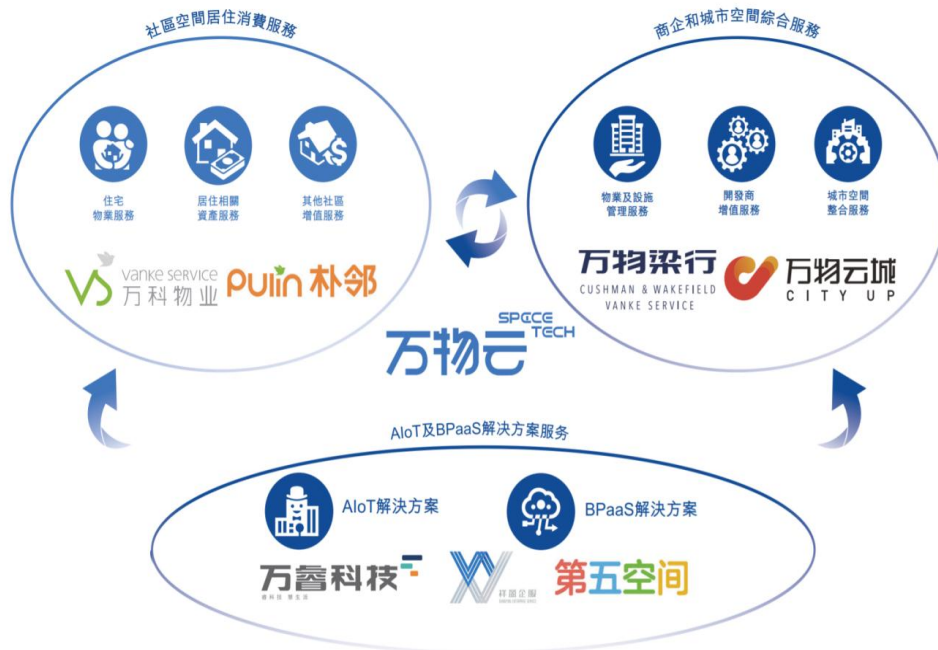 社區空間居住消費服務
商企和城市空間綜合服務
住宅
物業服務
居住相關
資產服務
其他社區
增值服務
物業及設施
管理服務
開發商
增值服務
城市空間
整合服務
vanke service
万科物业
pulin 朴邻
万物梁行
CUSHMAN & WAKEFIELD
VANKE SERVICE
万物云城
CITY UP
万物云
SPACE
TECH
AIoT及BPaaS解决方案服务
AIoT解決方案
BPaaS解決方案
万睿科技
祥盈企服
第五空间